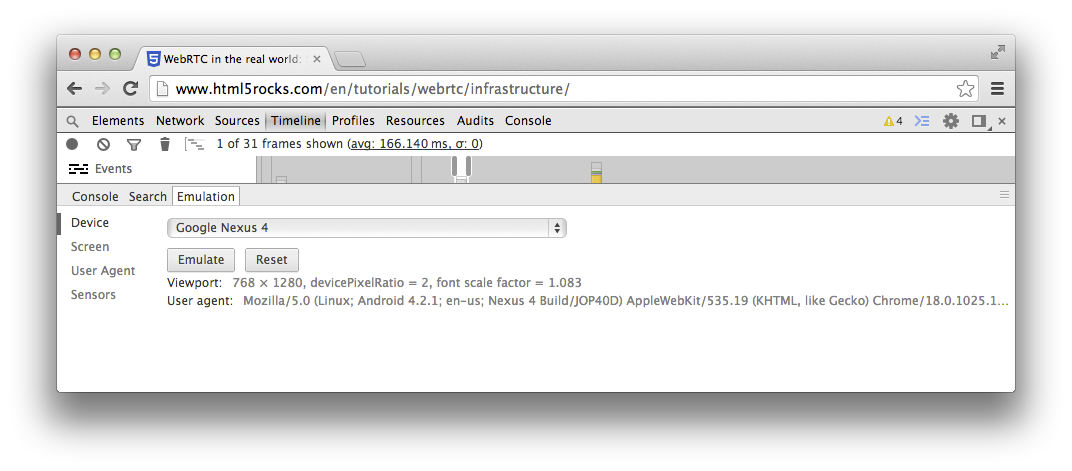 5 WebRTC in the real world: ×
www.html5rocks.com/en/tutorials/webrtc/infrastructure/
Elements Network Sources Timeline Profiles Resources Audits Console 4 ×
1 of 31 frames shown (avg: 166.140 ms, σ: 0)
Events
Console Search Emulation
Device
Google Nexus 4
Screen
Emulate Reset
User Agent
Viewport: 768 × 1280, devicePixelRatio = 2, font scale factor = 1.083
Sensors
User agent: Mozilla/5.0 (Linux; Android 4.2.1; en-us; Nexus 4 Build/JOP40D) AppleWebKit/535.19 (KHTML, like Gecko) Chrome/18.0.1025.1...